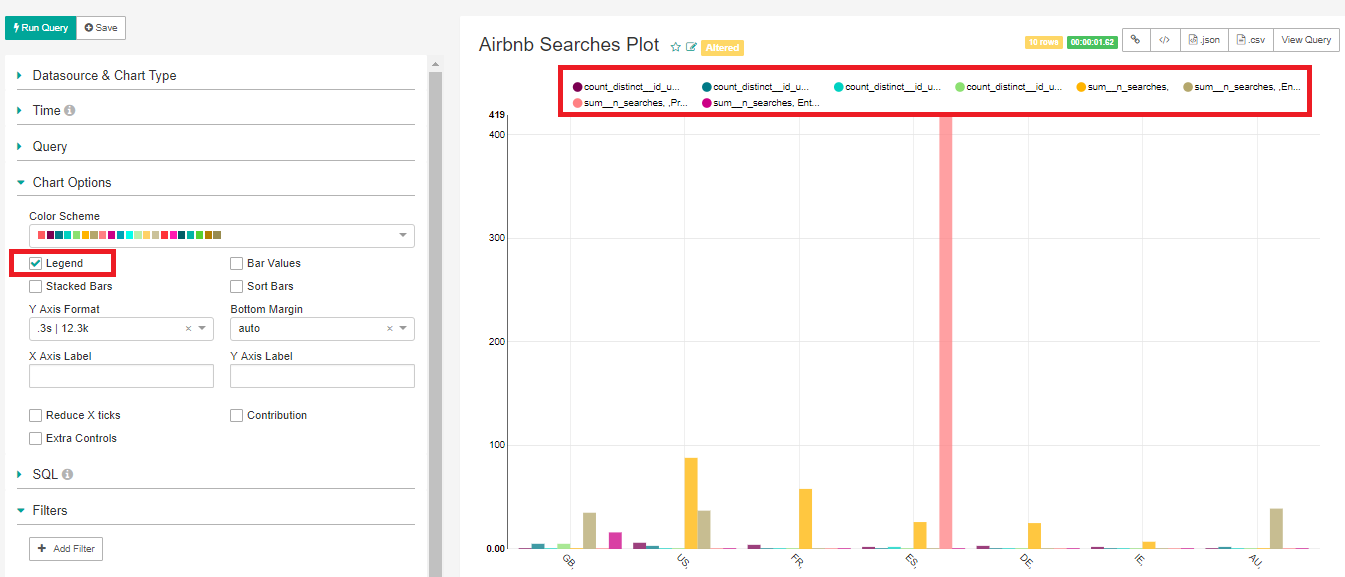 Run Query Save
Datasource & Chart Type
Time
Query
Chart Options
Color Scheme
Legend Bar Values
Stacked Bars Sort Bars
Y Axis Format Bottom Margin
.3s | 12.3k × auto ×
X Axis Label Y Axis Label
Reduce X ticks Contribution
Extra Controls
SQL
Filters
+ Add Filter
Airbnb Searches Plot Altered 10 rows 00:00:01.62 </> .json .csv View Query
count_distinct__id_u... count_distinct__id_u... count_distinct__id_u... count_distinct__id_u... sum__n_searches, sum__n_searches, ,En...
sum__n_searches, ,Pr... sum__n_searches, Ent...
419
400
300
200
100
0.00
GB, US, FR, ES, DE, IE, AU,